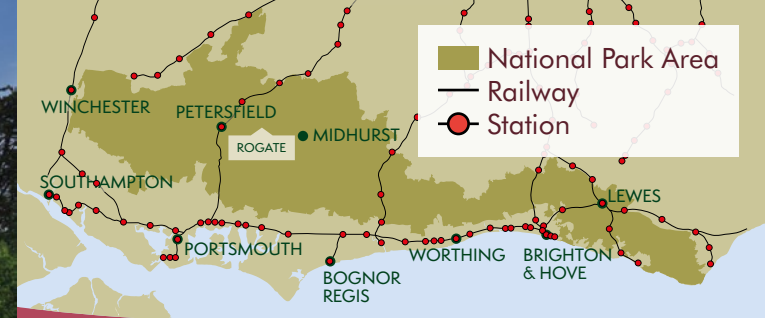 National Park Area
Railway
Station
WINCHESTER
PETERSFIELD
MIDHURST
ROGATE
SOUTHAMPTON
LEWES
PORTSMOUTH
WORTHING
BRIGHTON
& HOVE
BOGNOR
REGIS